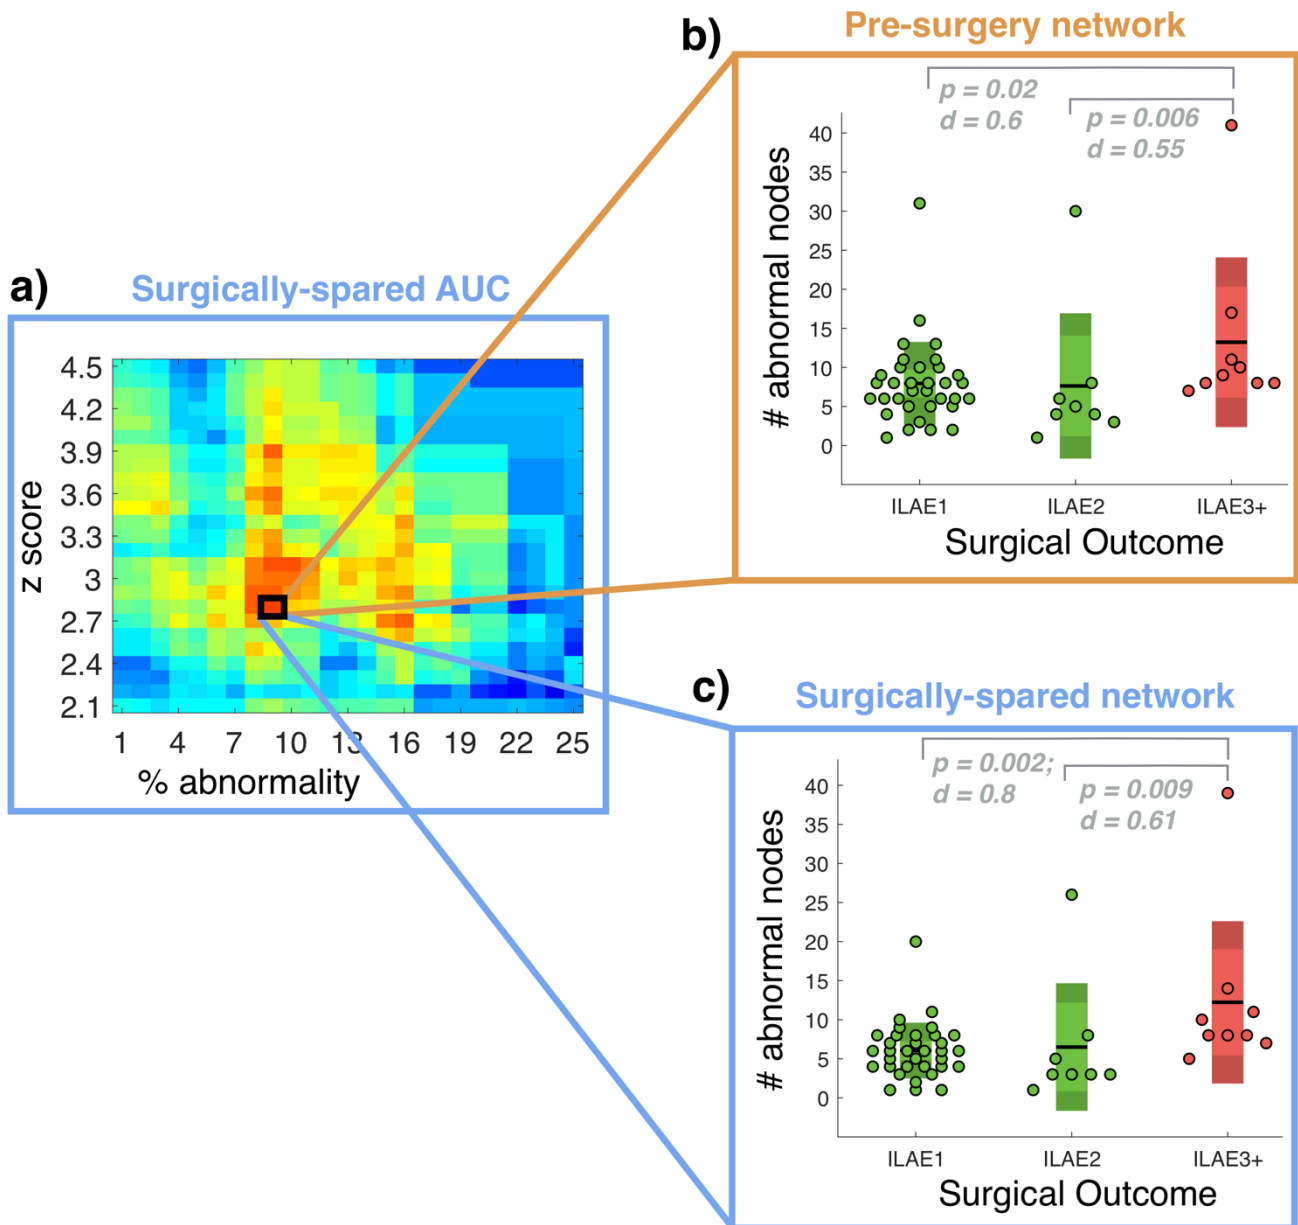 a)
Surgically-spared AUC
z score
4.5
4.2
3.9
3.6
3.3
3
2.7
2.4
2.1
1 4 7 10 13 16 19 22 25
% abnormality
b)
Pre-surgery network
p = 0.02
d = 0.6
p = 0.006
d = 0.55
# abnormal nodes
40
35
30
25
20
15
10
5
0
ILAE1 ILAE2 ILAE3+
Surgical Outcome
c)
Surgically-spared network
p = 0.002;
d = 0.8
p = 0.009
d = 0.61
# abnormal nodes
40
35
30
25
20
15
10
5
0
ILAE1 ILAE2 ILAE3+
Surgical Outcome